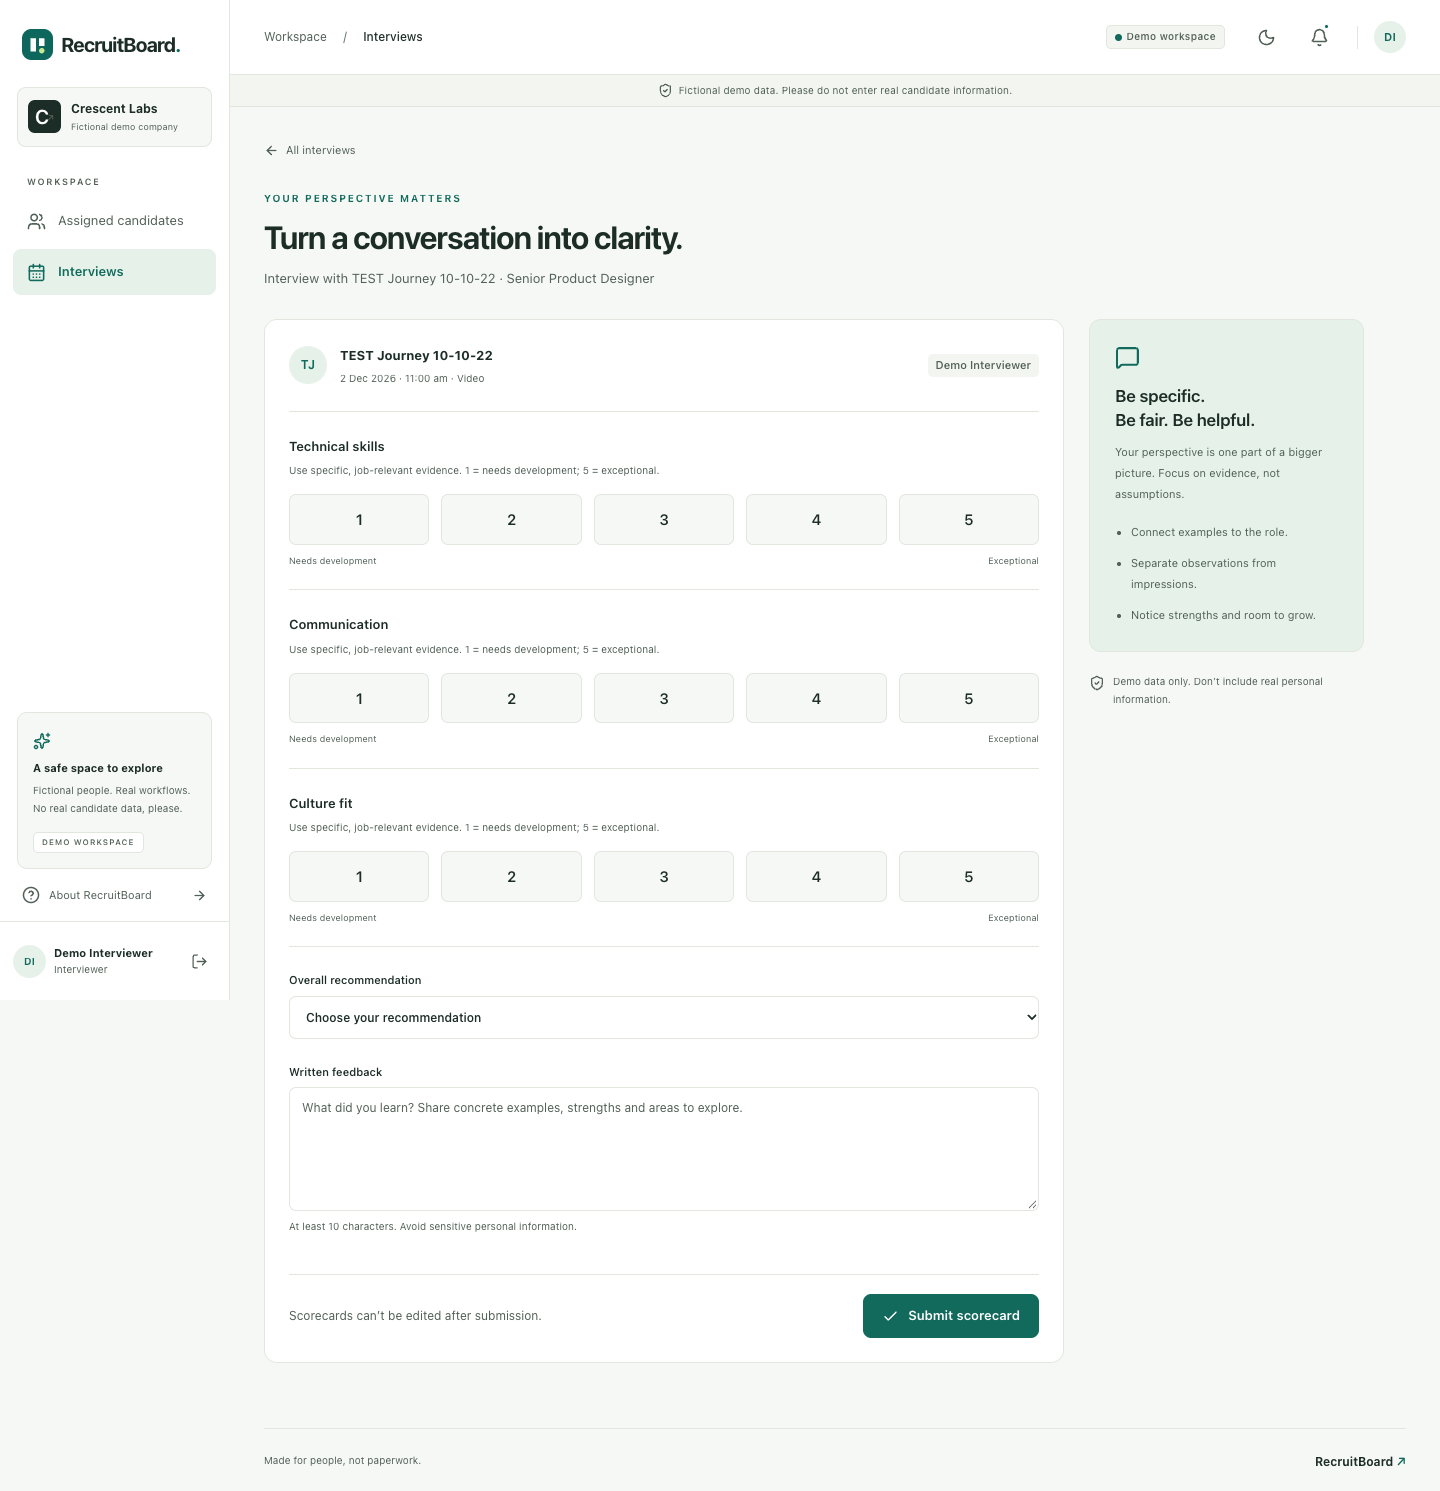 RecruitBoard.
C
Crescent Labs
Fictional demo company
WORKSPACE
Assigned candidates
Interviews
A safe space to explore
Fictional people. Real workflows.
No real candidate data, please.
DEMO WORKSPACE
About RecruitBoard
DI
Demo Interviewer
Interviewer
Workspace / Interviews
Demo workspace
DI
Fictional demo data. Please do not enter real candidate information.
All interviews
YOUR PERSPECTIVE MATTERS
Turn a conversation into clarity.
Interview with TEST Journey 10-10-22 · Senior Product Designer
TJ
TEST Journey 10-10-22
2 Dec 2026 · 11:00 am · Video
Demo Interviewer
Technical skills
Use specific, job-relevant evidence. 1 = needs development; 5 = exceptional.
1 2 3 4 5
Needs development Exceptional
Communication
Use specific, job-relevant evidence. 1 = needs development; 5 = exceptional.
1 2 3 4 5
Needs development Exceptional
Culture fit
Use specific, job-relevant evidence. 1 = needs development; 5 = exceptional.
1 2 3 4 5
Needs development Exceptional
Overall recommendation
Choose your recommendation
Written feedback
What did you learn? Share concrete examples, strengths and areas to explore.
At least 10 characters. Avoid sensitive personal information.
Scorecards can't be edited after submission.
Submit scorecard
Be specific.
Be fair. Be helpful.
Your perspective is one part of a bigger
picture. Focus on evidence, not
assumptions.
• Connect examples to the role.
• Separate observations from
impressions.
• Notice strengths and room to grow.
Demo data only. Don't include real personal
information.
Made for people, not paperwork.
RecruitBoard